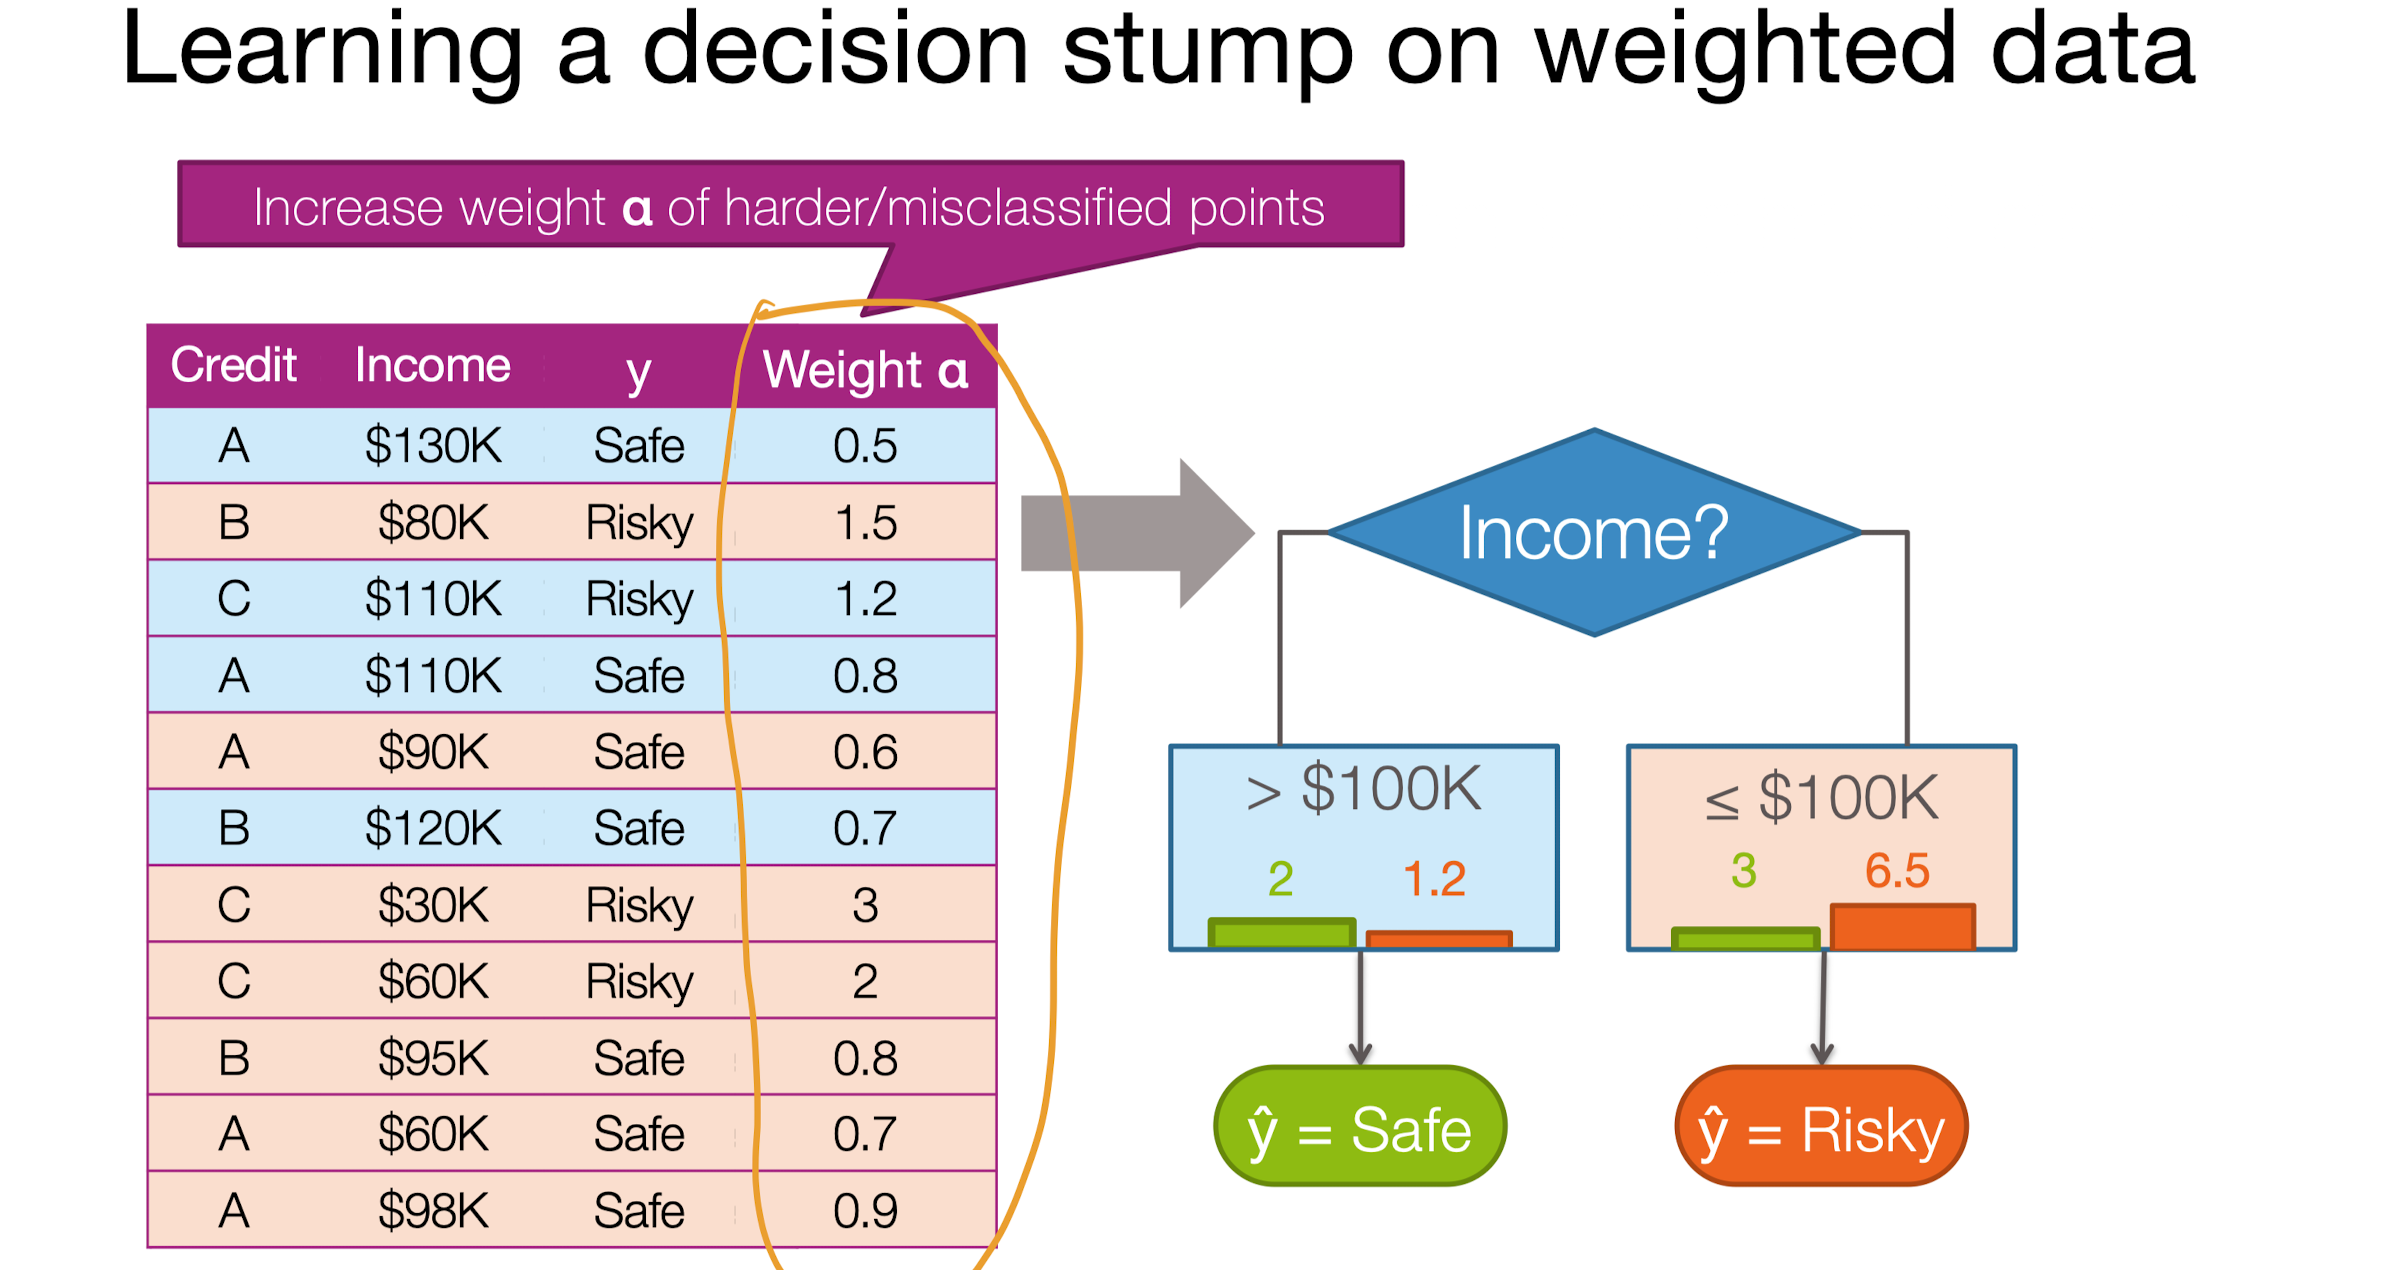 Learning a decision stump on weighted data
Increase weight α of harder/misclassified points
Credit Income y Weight α
A $130K Safe 0.5
B $80K Risky 1.5
C $110K Risky 1.2
A $110K Safe 0.8
A $90K Safe 0.6
B $120K Safe 0.7
C $30K Risky 3
C $60K Risky 2
B $95K Safe 0.8
A $60K Safe 0.7
A $98K Safe 0.9
Income?
> $100K
2 1.2
≤ $100K
3 6.5
ŷ = Safe
ŷ = Risky